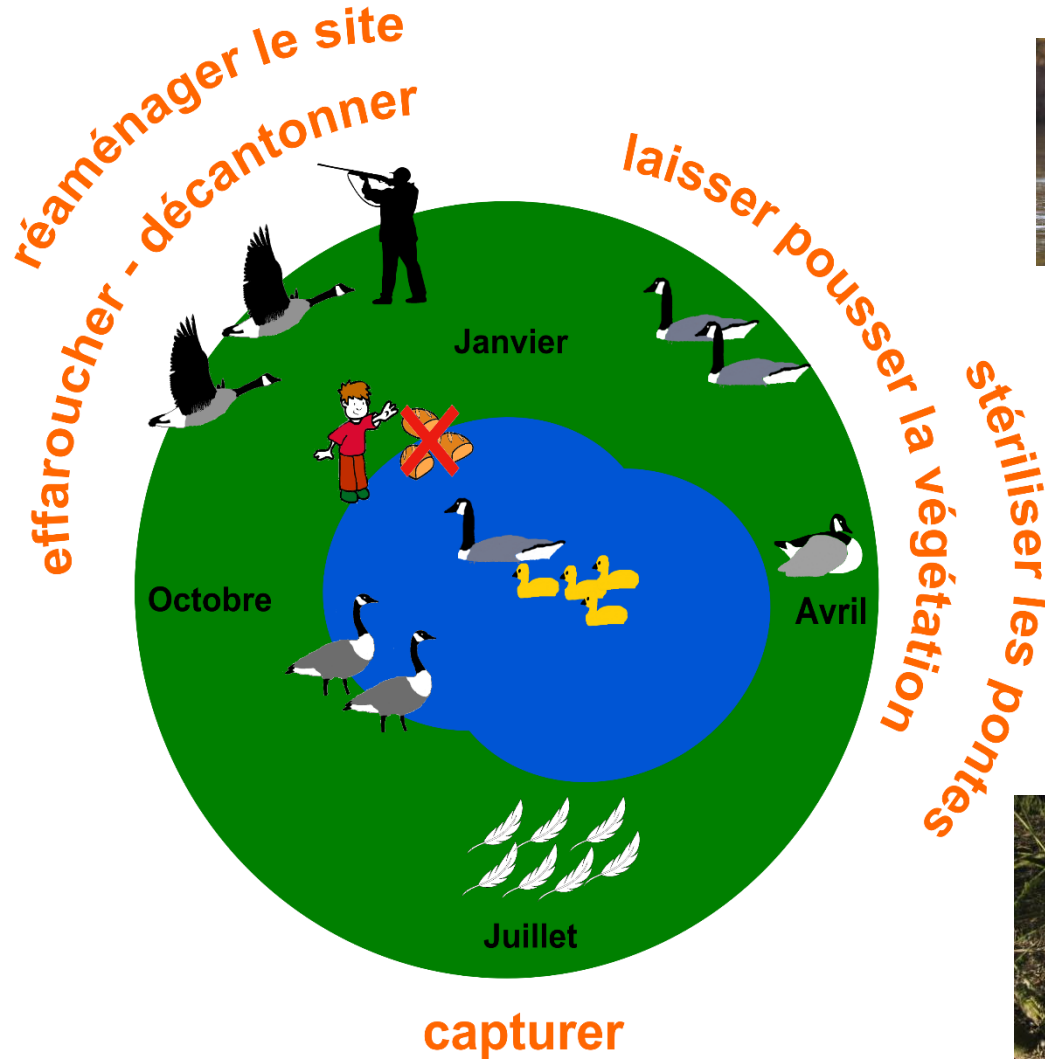 réaménager le site
effaroucher - décantonner
laisser pousser la végétation
stériliser les pontes
Janvier
Octobre
Avril
Juillet
capturer